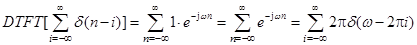 DTFT[∑_{i=-∞}^{∞} δ(n-i)] = ∑_{n=-∞}^{∞} 1·e^{-jωn} = ∑_{n=-∞}^{∞} e^{-jωn} = ∑_{i=-∞}^{∞} 2πδ(ω-2πi)